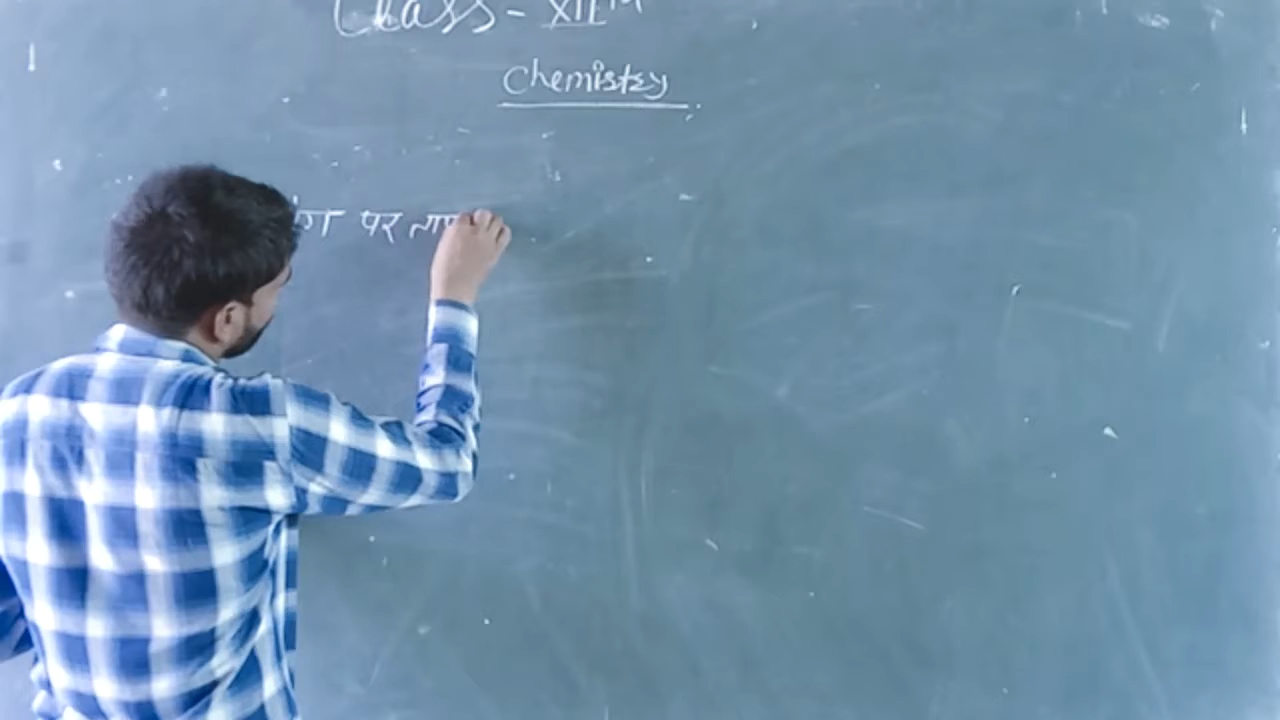 Class - XIIth
Chemistry
पर